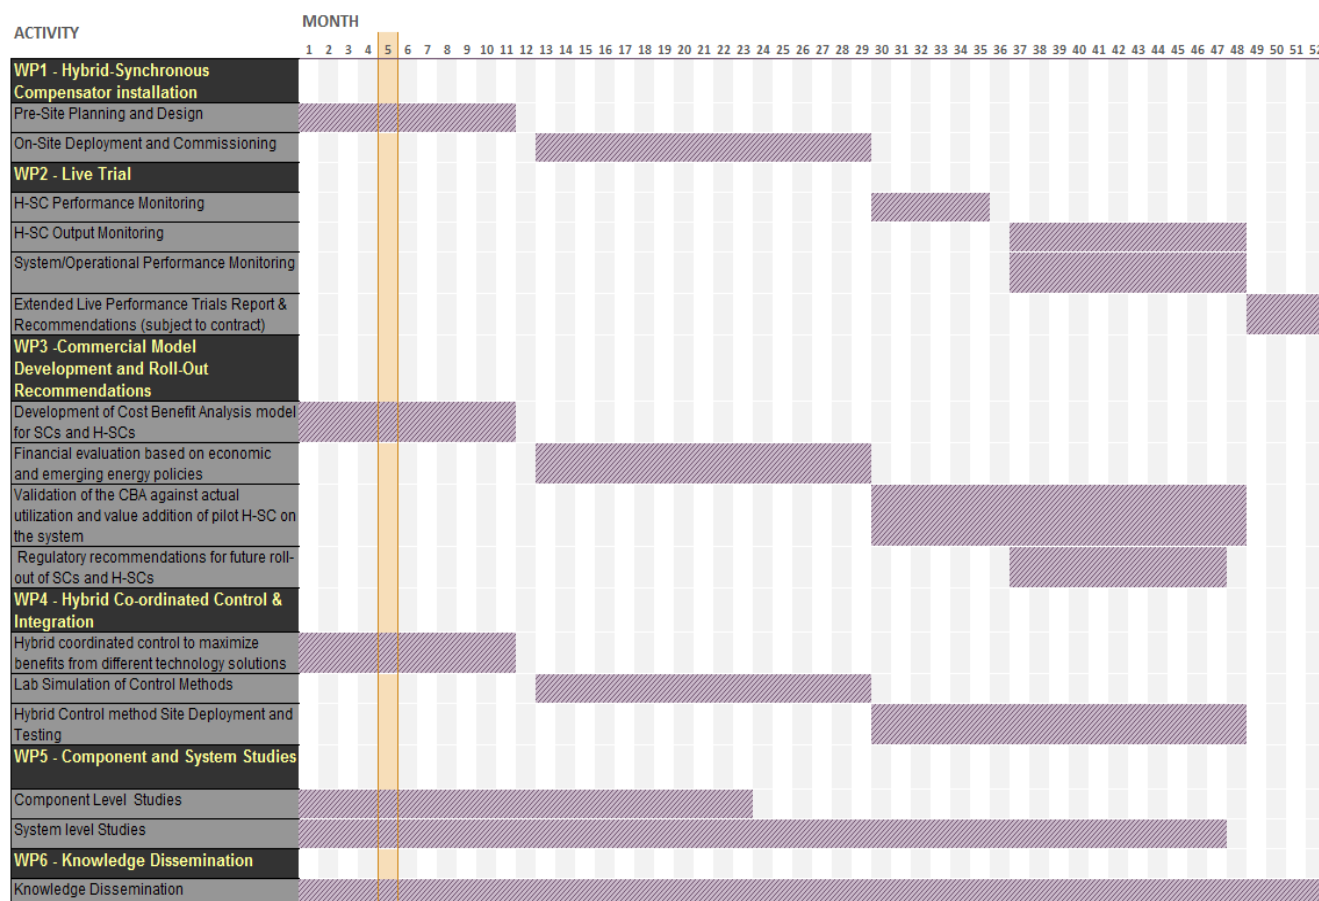 MONTH
ACTIVITY
1 2 3 4 5 6 7 8 9 10 11 12 13 14 15 16 17 18 19 20 21 22 23 24 25 26 27 28 29 30 31 32 33 34 35 36 37 38 39 40 41 42 43 44 45 46 47 48 49 50 51 52
WP1 - Hybrid-Synchronous
Compensator installation
Pre-Site Planning and Design
On-Site Deployment and Commissioning
WP2 - Live Trial
H-SC Performance Monitoring
H-SC Output Monitoring
System/Operational Performance Monitoring
Extended Live Performance Trials Report &
Recommendations (subject to contract)
WP3 -Commercial Model
Development and Roll-Out
Recommendations
Development of Cost Benefit Analysis model
for SCs and H-SCs
Financial evaluation based on economic
and emerging energy policies
Validation of the CBA against actual
utilization and value addition of pilot H-SC on
the system
Regulatory recommendations for future roll-
out of SCs and H-SCs
WP4 - Hybrid Co-ordinated Control &
Integration
Hybrid coordinated control to maximize
benefits from different technology solutions
Lab Simulation of Control Methods
Hybrid Control method Site Deployment and
Testing
WP5 - Component and System Studies
Component Level Studies
System level Studies
WP6 - Knowledge Dissemination
Knowledge Dissemination